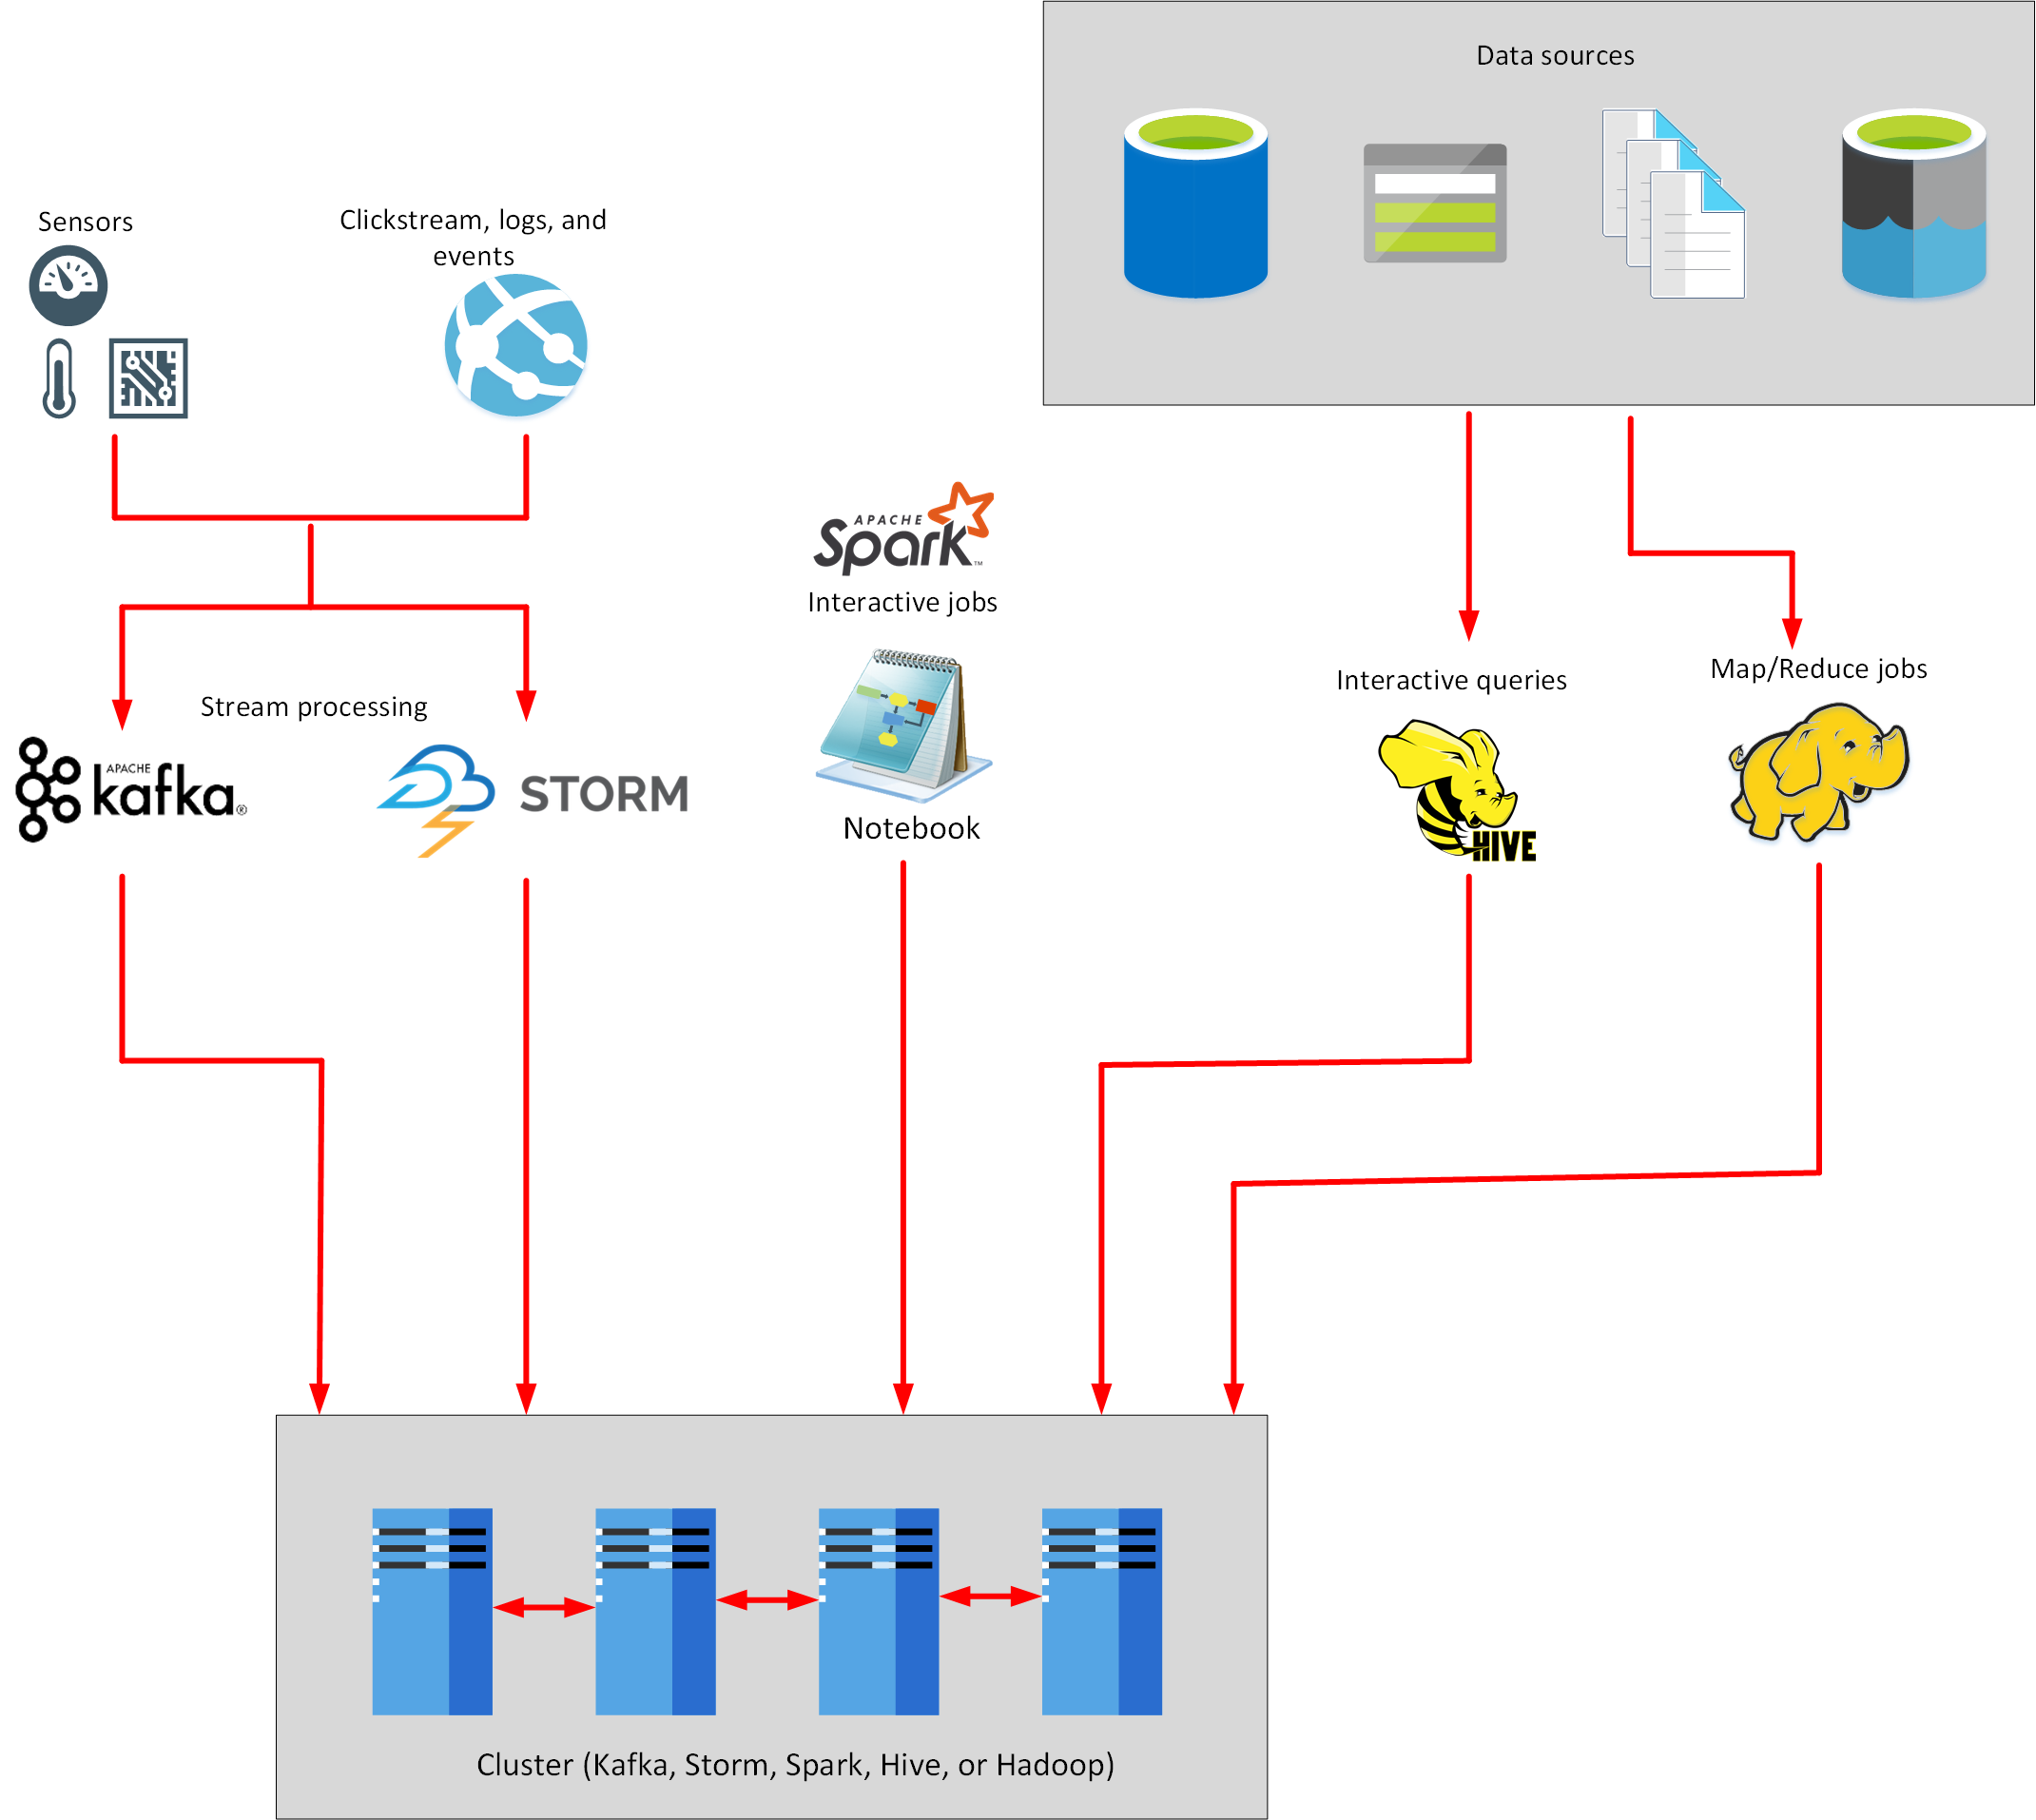 Data sources
Sensors
Clickstream, logs, and
events
APACHE
Spark™
Interactive jobs
Interactive queries
Map/Reduce jobs
Stream processing
APACHE
kafka®
STORM
HIVE
Notebook
Cluster (Kafka, Storm, Spark, Hive, or Hadoop)